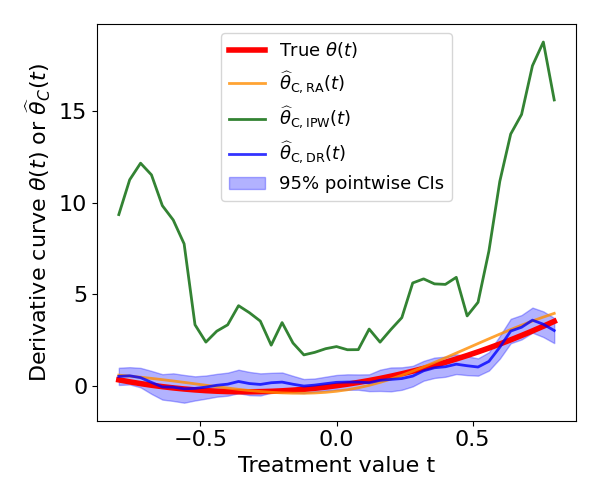 Derivative curve θ(t) or θ̂_C(t)
True θ(t)
θ̂_C,RA(t)
θ̂_C,IPW(t)
θ̂_C,DR(t)
95% pointwise CIs
15
10
5
0
−0.5 0.0 0.5
Treatment value t